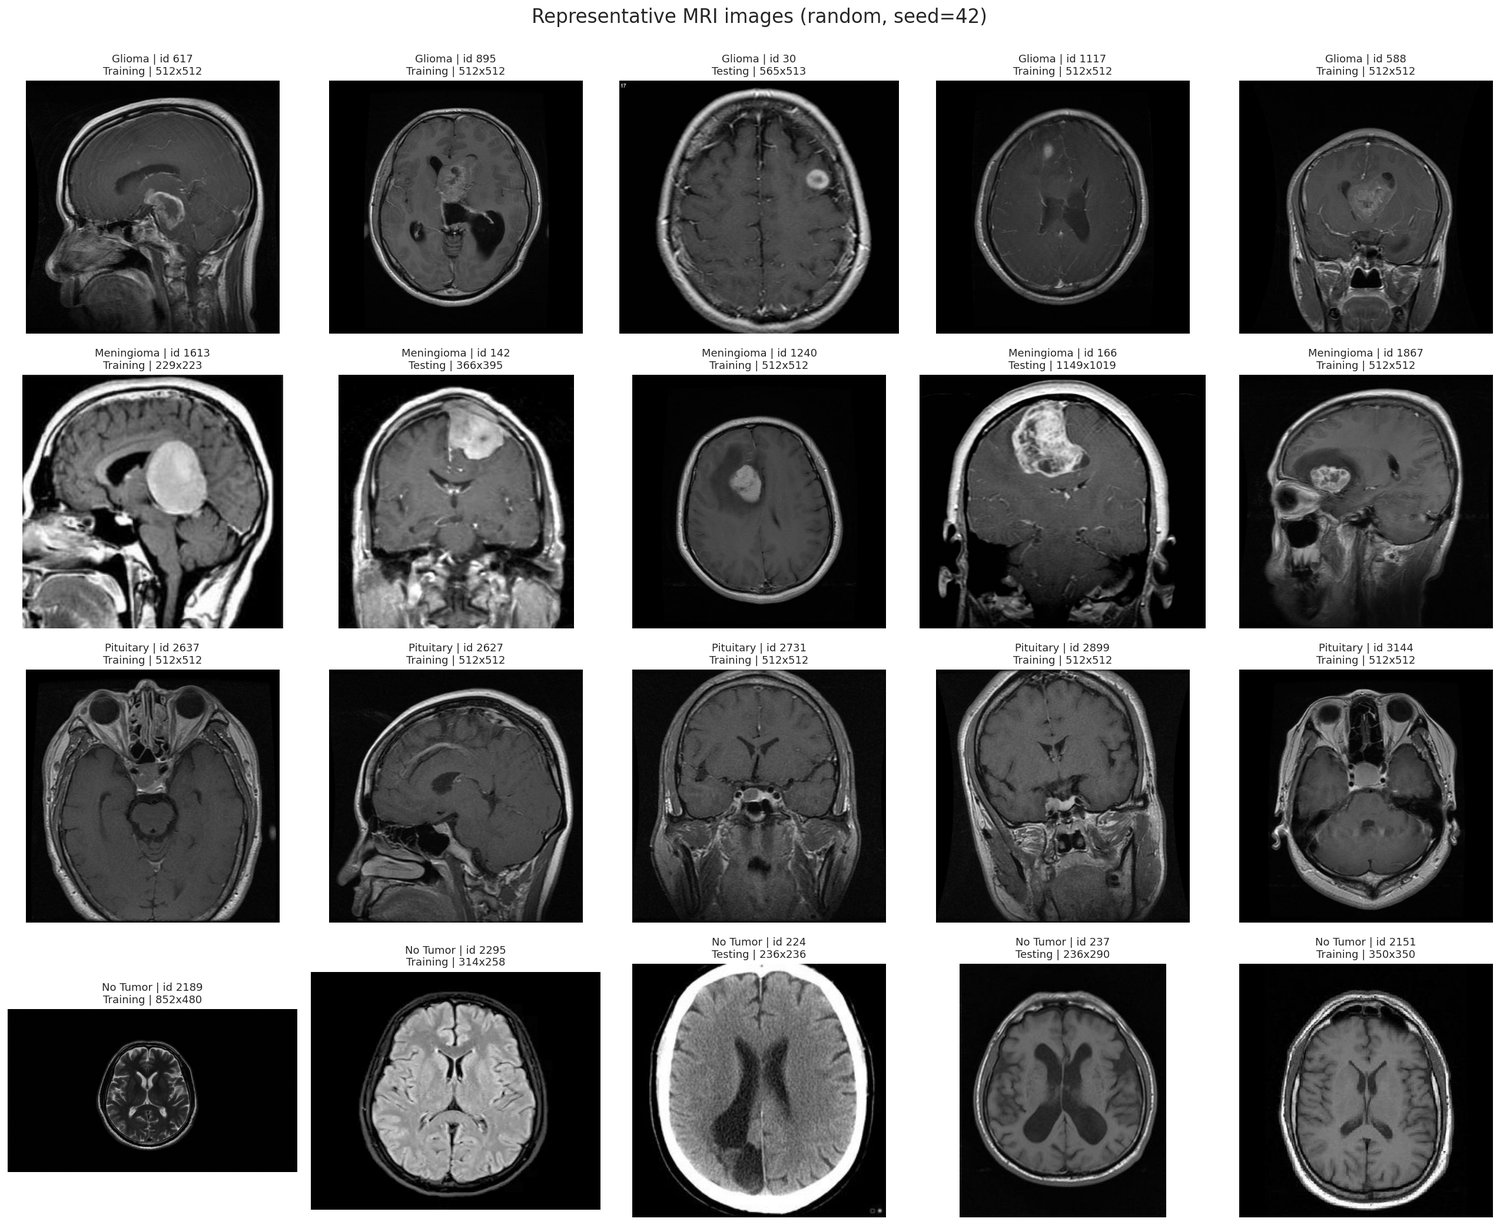 Representative MRI images (random, seed=42)
Glioma | id 617
Training | 512x512
Glioma | id 895
Training | 512x512
Glioma | id 30
Testing | 565x513
Glioma | id 1117
Training | 512x512
Glioma | id 588
Training | 512x512
17
Meningioma | id 1613
Training | 229x223
Meningioma | id 142
Testing | 366x395
Meningioma | id 1240
Training | 512x512
Meningioma | id 166
Testing | 1149x1019
Meningioma | id 1867
Training | 512x512
Pituitary | id 2637
Training | 512x512
Pituitary | id 2627
Training | 512x512
Pituitary | id 2731
Training | 512x512
Pituitary | id 2899
Training | 512x512
Pituitary | id 3144
Training | 512x512
No Tumor | id 2189
Training | 852x480
No Tumor | id 2295
Training | 314x258
No Tumor | id 224
Testing | 236x236
No Tumor | id 237
Testing | 236x290
No Tumor | id 2151
Training | 350x350